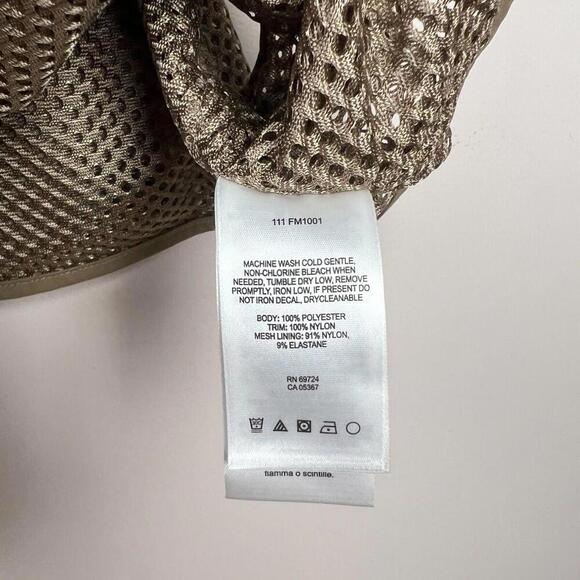 111 FM1001
MACHINE WASH COLD GENTLE,
NON-CHLORINE BLEACH WHEN
NEEDED, TUMBLE DRY LOW, REMOVE
PROMPTLY, IRON LOW, IF PRESENT DO
NOT IRON DECAL, DRYCLEANABLE
BODY: 100% POLYESTER
TRIM: 100% NYLON
MESH LINING: 91% NYLON,
9% ELASTANE
RN 69724
CA 05367
fiamma o scintille.